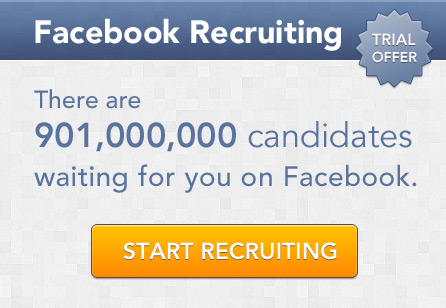 Facebook Recruiting
TRIAL
OFFER
There are
901,000,000 candidates
waiting for you on Facebook.
START RECRUITING